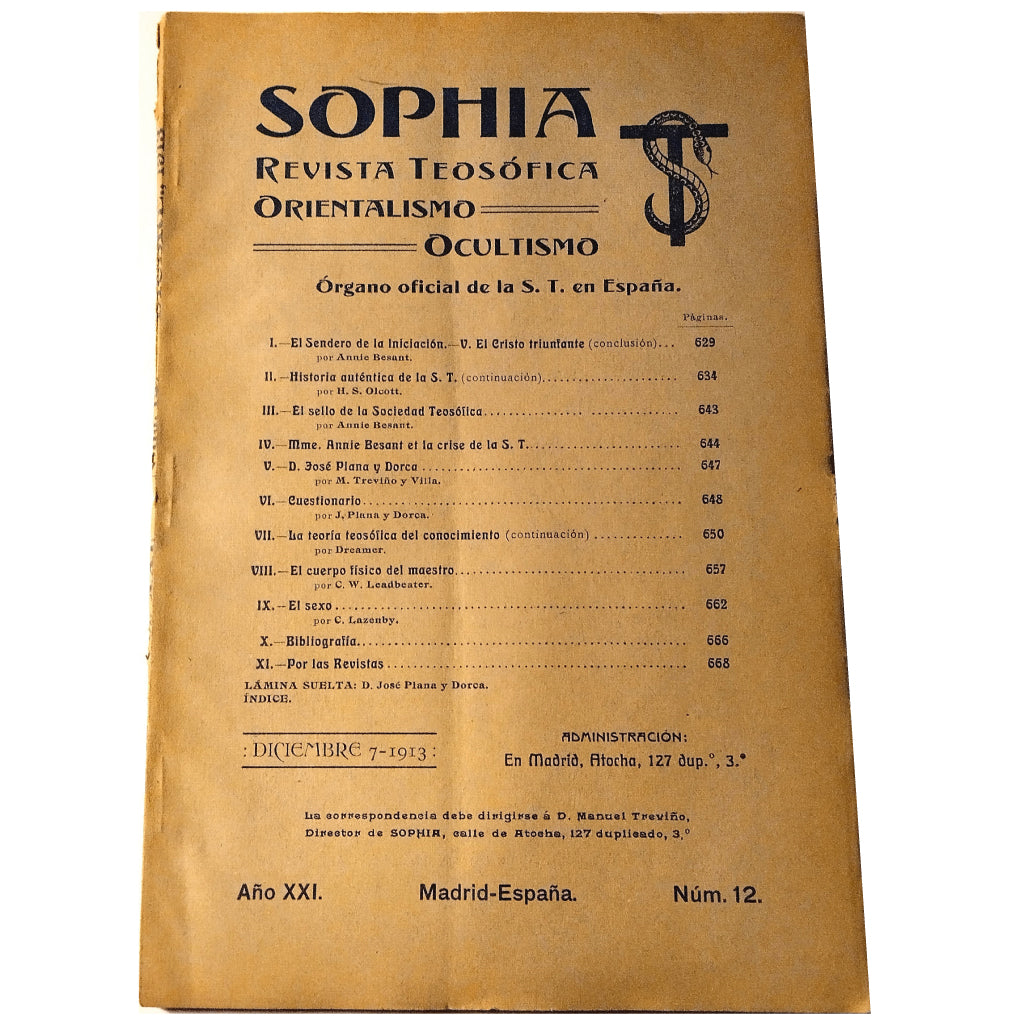 SOPHIA
REVISTA TEOSÓFICA
ORIENTALISMO
OCULTISMO
Órgano oficial de la S. T. en España.
Páginas.
I.—El Sendero de la Iniciación.—V. El Cristo triunfante (conclusión)... 629
por Annie Besant.
II.—Historia auténtica de la S. T. (continuación)...................... 634
por H. S. Olcott.
III.—El sello de la Sociedad Teosófica............... ............... 643
por Annie Besant.
IV.—Mme. Annie Besant et la crise de la S. T......................... 644
V.—D. José Plana y Dorca ........................................ 647
por M. Treviño y Villa.
VI.—Cuestionario................................................. 648
por J, Plana y Dorca.
VII.—La teoría teosófica del conocimiento (continuación) .............. 650
por Dreamer.
VIII.—El cuerpo físico del maestro................................... 657
por C. W. Leadbeater.
IX.—El sexo ..................................................... 662
por C. Lazenby.
X.—Bibliografía.................................................. 666
XI.—Por las Revistas ............................................. 668
LÁMINA SUELTA: D. José Plana y Dorca.
ÍNDICE.
: DICIEMBRE 7-1913 :
ADMINISTRACIÓN:
En Madrid, Atocha, 127 dup.º, 3.º
La correspondencia debe dirigirse á D. Manuel Treviño,
Director de SOPHIA, calle de Atocha, 127 duplicado, 3.º
Año XXI. Madrid-España. Núm. 12.